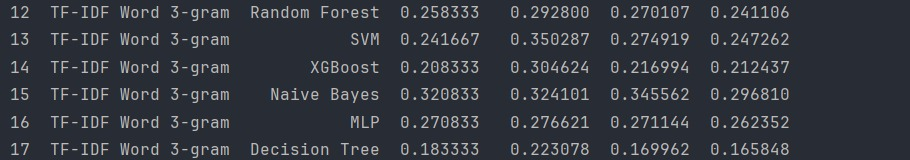 12 TF-IDF Word 3-gram Random Forest 0.258333 0.292800 0.270107 0.241106
13 TF-IDF Word 3-gram SVM 0.241667 0.350287 0.274919 0.247262
14 TF-IDF Word 3-gram XGBoost 0.208333 0.304624 0.216994 0.212437
15 TF-IDF Word 3-gram Naive Bayes 0.320833 0.324101 0.345562 0.296810
16 TF-IDF Word 3-gram MLP 0.270833 0.276621 0.271144 0.262352
17 TF-IDF Word 3-gram Decision Tree 0.183333 0.223078 0.169962 0.165848